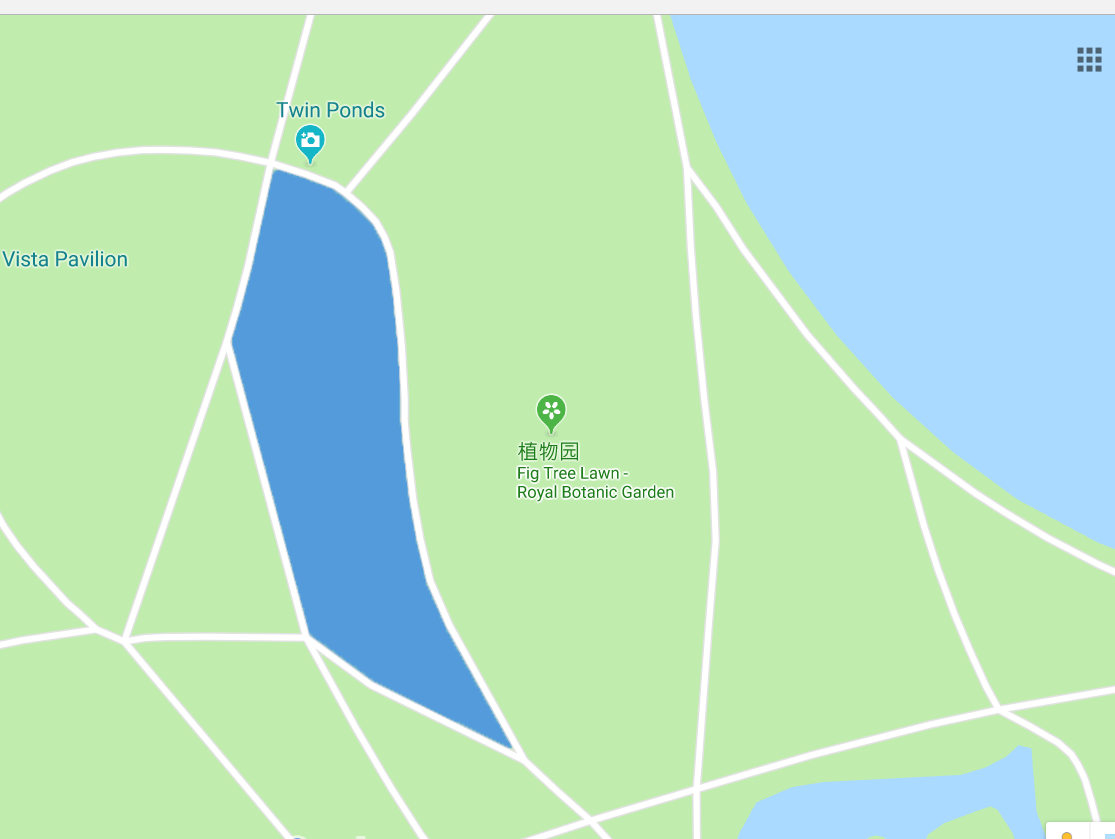 Twin Ponds
Vista Pavilion
植物园
Fig Tree Lawn -
Royal Botanic Garden